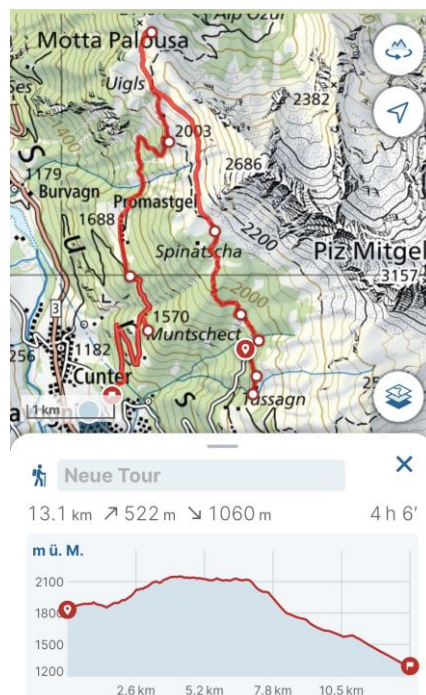 Motta Palousa
Alp Ozur
Uigls
2382
2003
400
1179
Burvagn
2686
Promastgel
1688
2200
Piz Mitgel
Spinatscha
3157
2000
3
1570
Muntschect
256
1182
Cunter
Tussagn
1 km
Neue Tour
13.1 km ↗ 522 m ↘ 1060 m 4 h 6′
m ü. M.
2100
1800
1500
1200
2.6 km 5.2 km 7.8 km 10.5 km